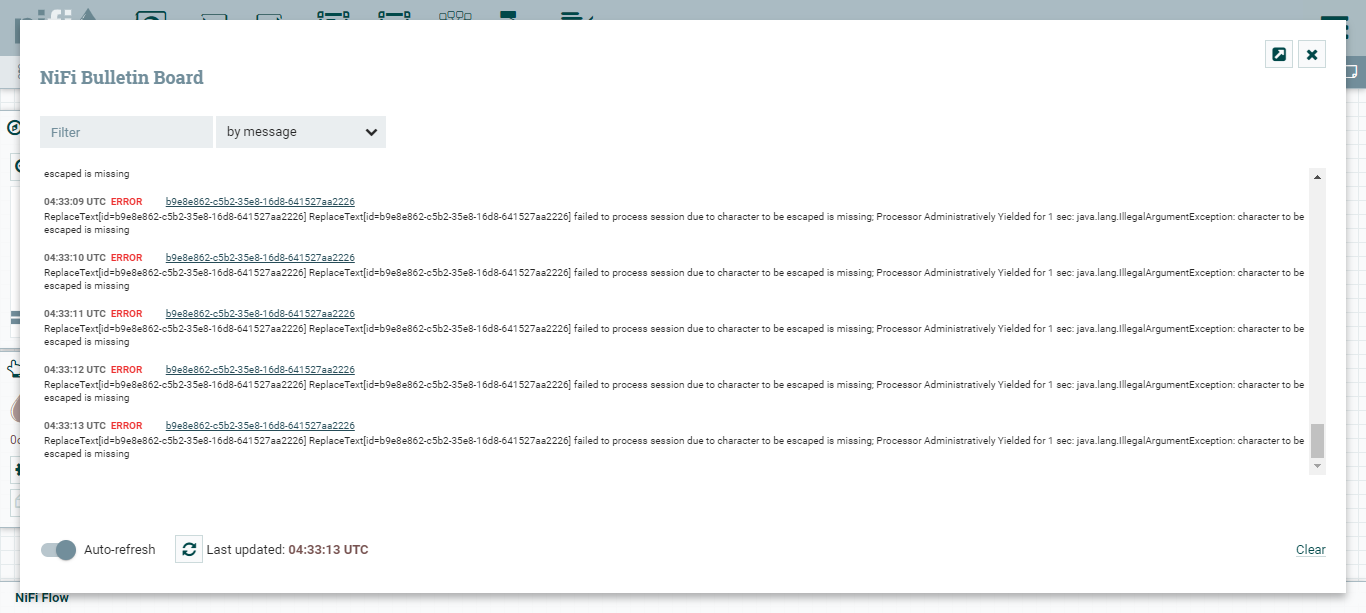 nifi
NiFi Bulletin Board
Filter
by message
escaped is missing
04:33:09 UTC ERROR b9e8e862-c5b2-35e8-16d8-641527aa2226
ReplaceText[id=b9e8e862-c5b2-35e8-16d8-641527aa2226] ReplaceText[id=b9e8e862-c5b2-35e8-16d8-641527aa2226] failed to process session due to character to be escaped is missing; Processor Administratively Yielded for 1 sec: java.lang.IllegalArgumentException: character to be
escaped is missing
04:33:10 UTC ERROR b9e8e862-c5b2-35e8-16d8-641527aa2226
ReplaceText[id=b9e8e862-c5b2-35e8-16d8-641527aa2226] ReplaceText[id=b9e8e862-c5b2-35e8-16d8-641527aa2226] failed to process session due to character to be escaped is missing; Processor Administratively Yielded for 1 sec: java.lang.IllegalArgumentException: character to be
escaped is missing
04:33:11 UTC ERROR b9e8e862-c5b2-35e8-16d8-641527aa2226
ReplaceText[id=b9e8e862-c5b2-35e8-16d8-641527aa2226] ReplaceText[id=b9e8e862-c5b2-35e8-16d8-641527aa2226] failed to process session due to character to be escaped is missing; Processor Administratively Yielded for 1 sec: java.lang.IllegalArgumentException: character to be
escaped is missing
04:33:12 UTC ERROR b9e8e862-c5b2-35e8-16d8-641527aa2226
ReplaceText[id=b9e8e862-c5b2-35e8-16d8-641527aa2226] ReplaceText[id=b9e8e862-c5b2-35e8-16d8-641527aa2226] failed to process session due to character to be escaped is missing; Processor Administratively Yielded for 1 sec: java.lang.IllegalArgumentException: character to be
escaped is missing
04:33:13 UTC ERROR b9e8e862-c5b2-35e8-16d8-641527aa2226
ReplaceText[id=b9e8e862-c5b2-35e8-16d8-641527aa2226] ReplaceText[id=b9e8e862-c5b2-35e8-16d8-641527aa2226] failed to process session due to character to be escaped is missing; Processor Administratively Yielded for 1 sec: java.lang.IllegalArgumentException: character to be
escaped is missing
Auto-refresh
Last updated: 04:33:13 UTC
Clear
NiFi Flow